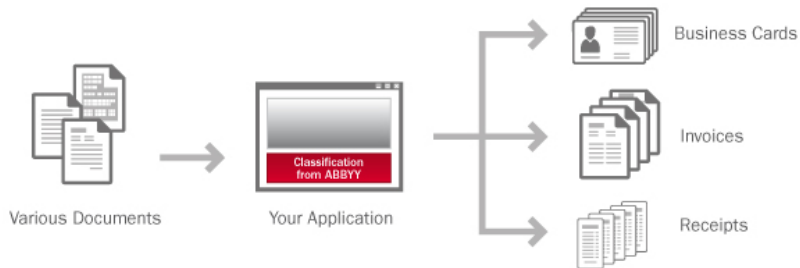 Various Documents
Classification
from ABBYY
Your Application
Business Cards
Invoices
Receipts